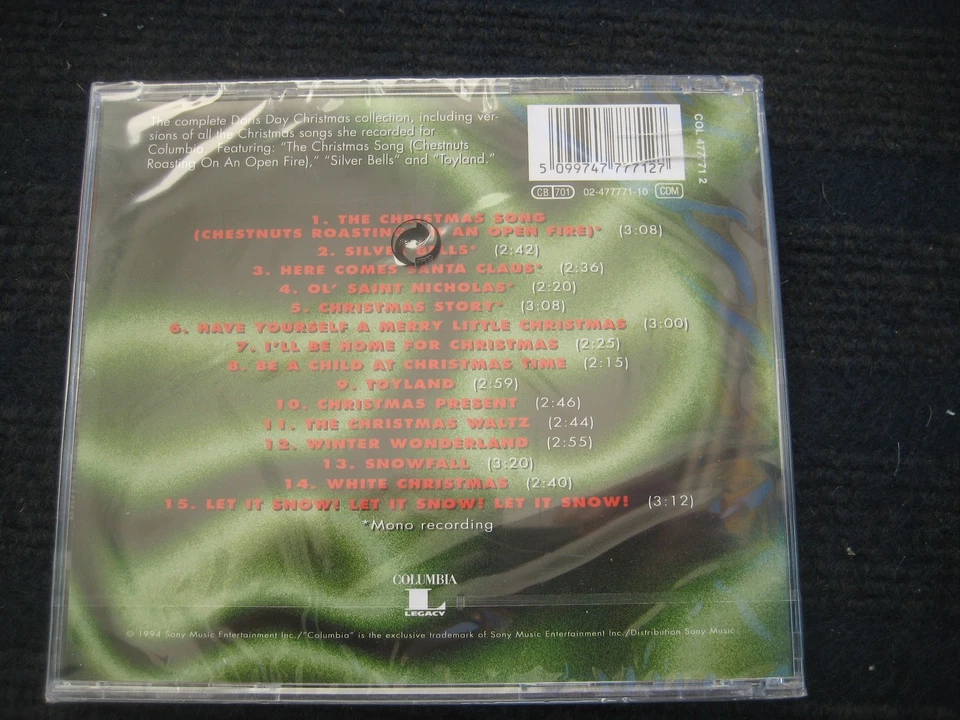 The complete Doris Day Christmas collection, including ver-
sions of all the Christmas songs she recorded for
Columbia. Featuring: "The Christmas Song (Chestnuts
Roasting On An Open Fire)," "Silver Bells" and "Toyland."
5 099747 777127
COL 477771 2
CB 701 02-477771-10 CDM
1. THE CHRISTMAS SONG
(CHESTNUTS ROASTING AN OPEN FIRE)* (3:08)
2. SILVER BELLS* (2:42)
3. HERE COMES SANTA CLAUS* (2:36)
4. OL' SAINT NICHOLAS* (2:20)
5. CHRISTMAS STORY* (3:08)
6. HAVE YOURSELF A MERRY LITTLE CHRISTMAS (3:00)
7. I'LL BE HOME FOR CHRISTMAS (2:25)
8. BE A CHILD AT CHRISTMAS TIME (2:15)
9. TOYLAND (2:59)
10. CHRISTMAS PRESENT (2:46)
11. THE CHRISTMAS WALTZ (2:44)
12. WINTER WONDERLAND (2:55)
13. SNOWFALL (3:20)
14. WHITE CHRISTMAS (2:40)
15. LET IT SNOW! LET IT SNOW! LET IT SNOW! (3:12)
*Mono recording
COLUMBIA
L
LEGACY
© 1994 Sony Music Entertainment Inc./"Columbia" is the exclusive trademark of Sony Music Entertainment Inc./Distribution Sony Music